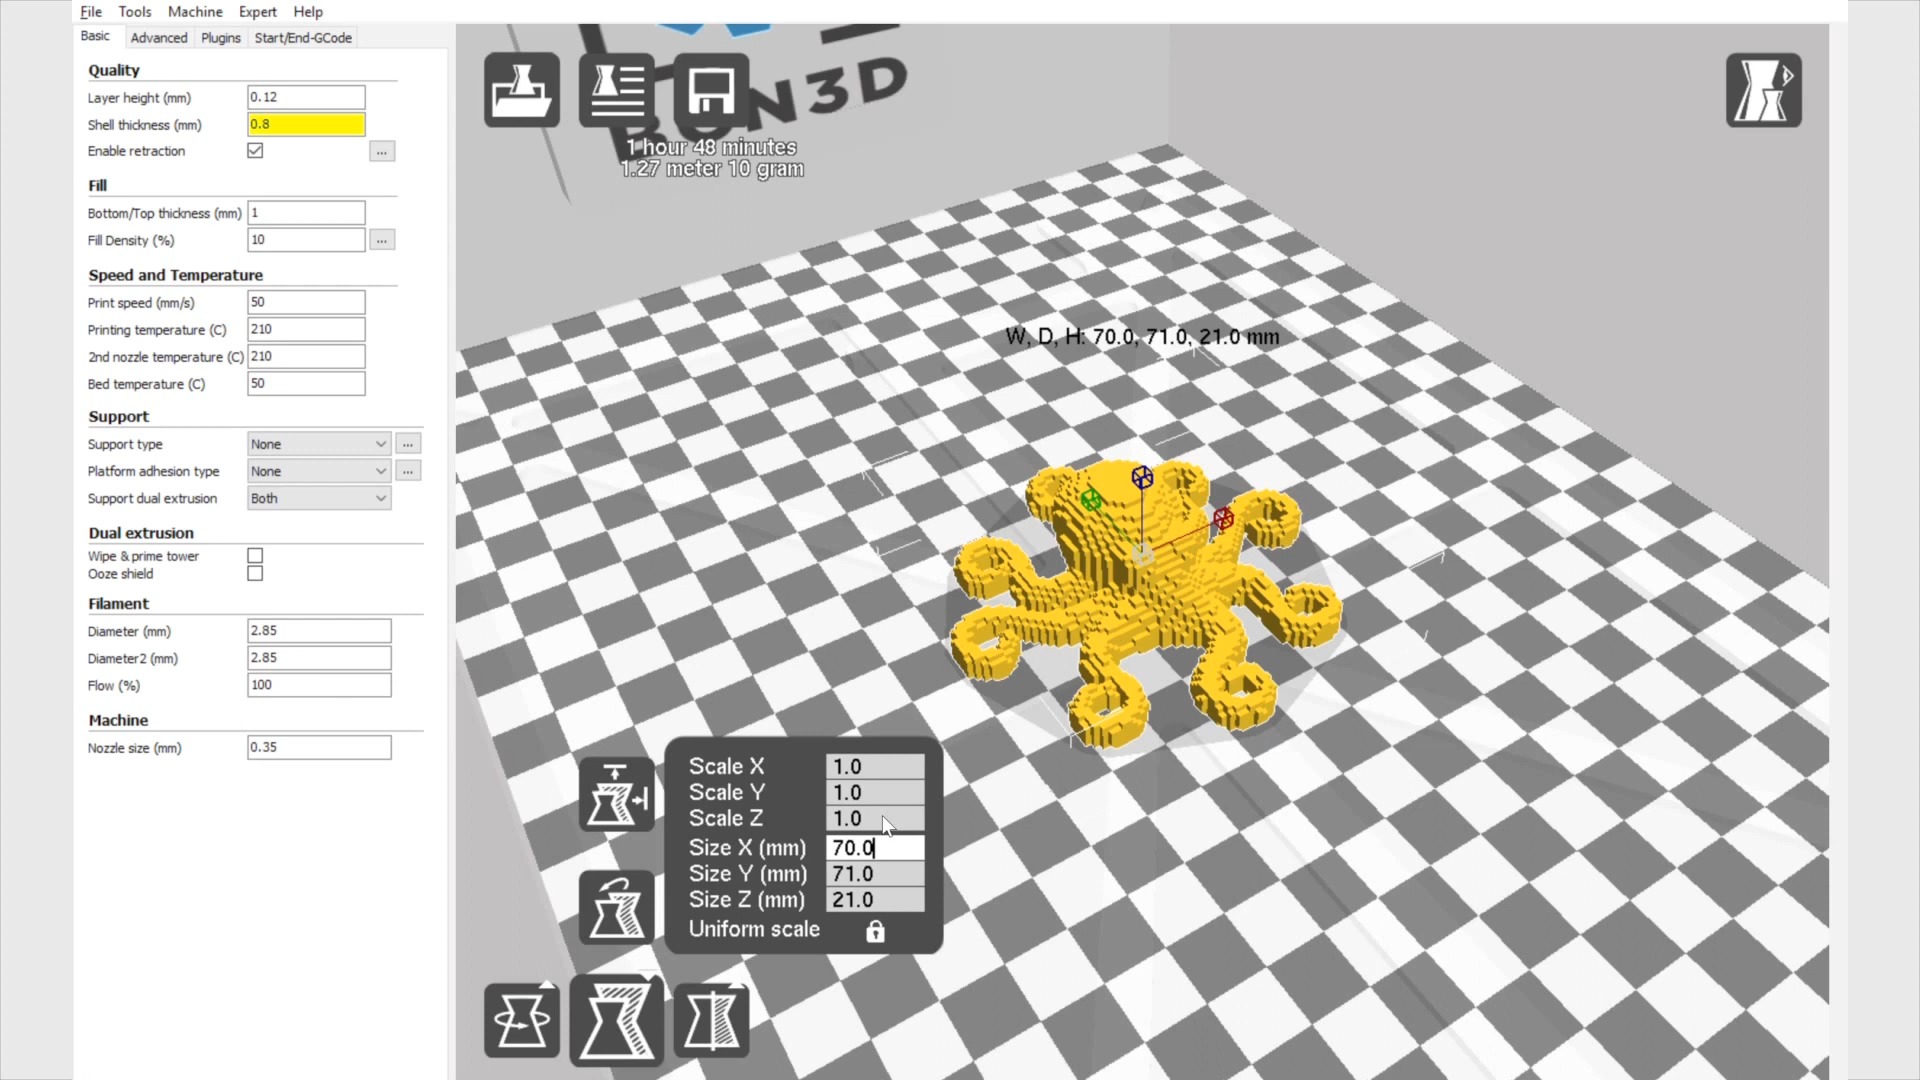 File Tools Machine Expert Help
Basic Advanced Plugins Start/End-GCode
Quality
Layer height (mm) 0.12
Shell thickness (mm) 0.8
Enable retraction ...
Fill
Bottom/Top thickness (mm) 1
Fill Density (%) 10 ...
Speed and Temperature
Print speed (mm/s) 50
Printing temperature (C) 210
2nd nozzle temperature (C) 210
Bed temperature (C) 50
Support
Support type None ...
Platform adhesion type None ...
Support dual extrusion Both
Dual extrusion
Wipe & prime tower
Ooze shield
Filament
Diameter (mm) 2.85
Diameter2 (mm) 2.85
Flow (%) 100
Machine
Nozzle size (mm) 0.35
1 hour 48 minutes
1.27 meter 10 gram
W, D, H: 70.0, 71.0, 21.0 mm
Scale X 1.0
Scale Y 1.0
Scale Z 1.0
Size X (mm) 70.0
Size Y (mm) 71.0
Size Z (mm) 21.0
Uniform scale